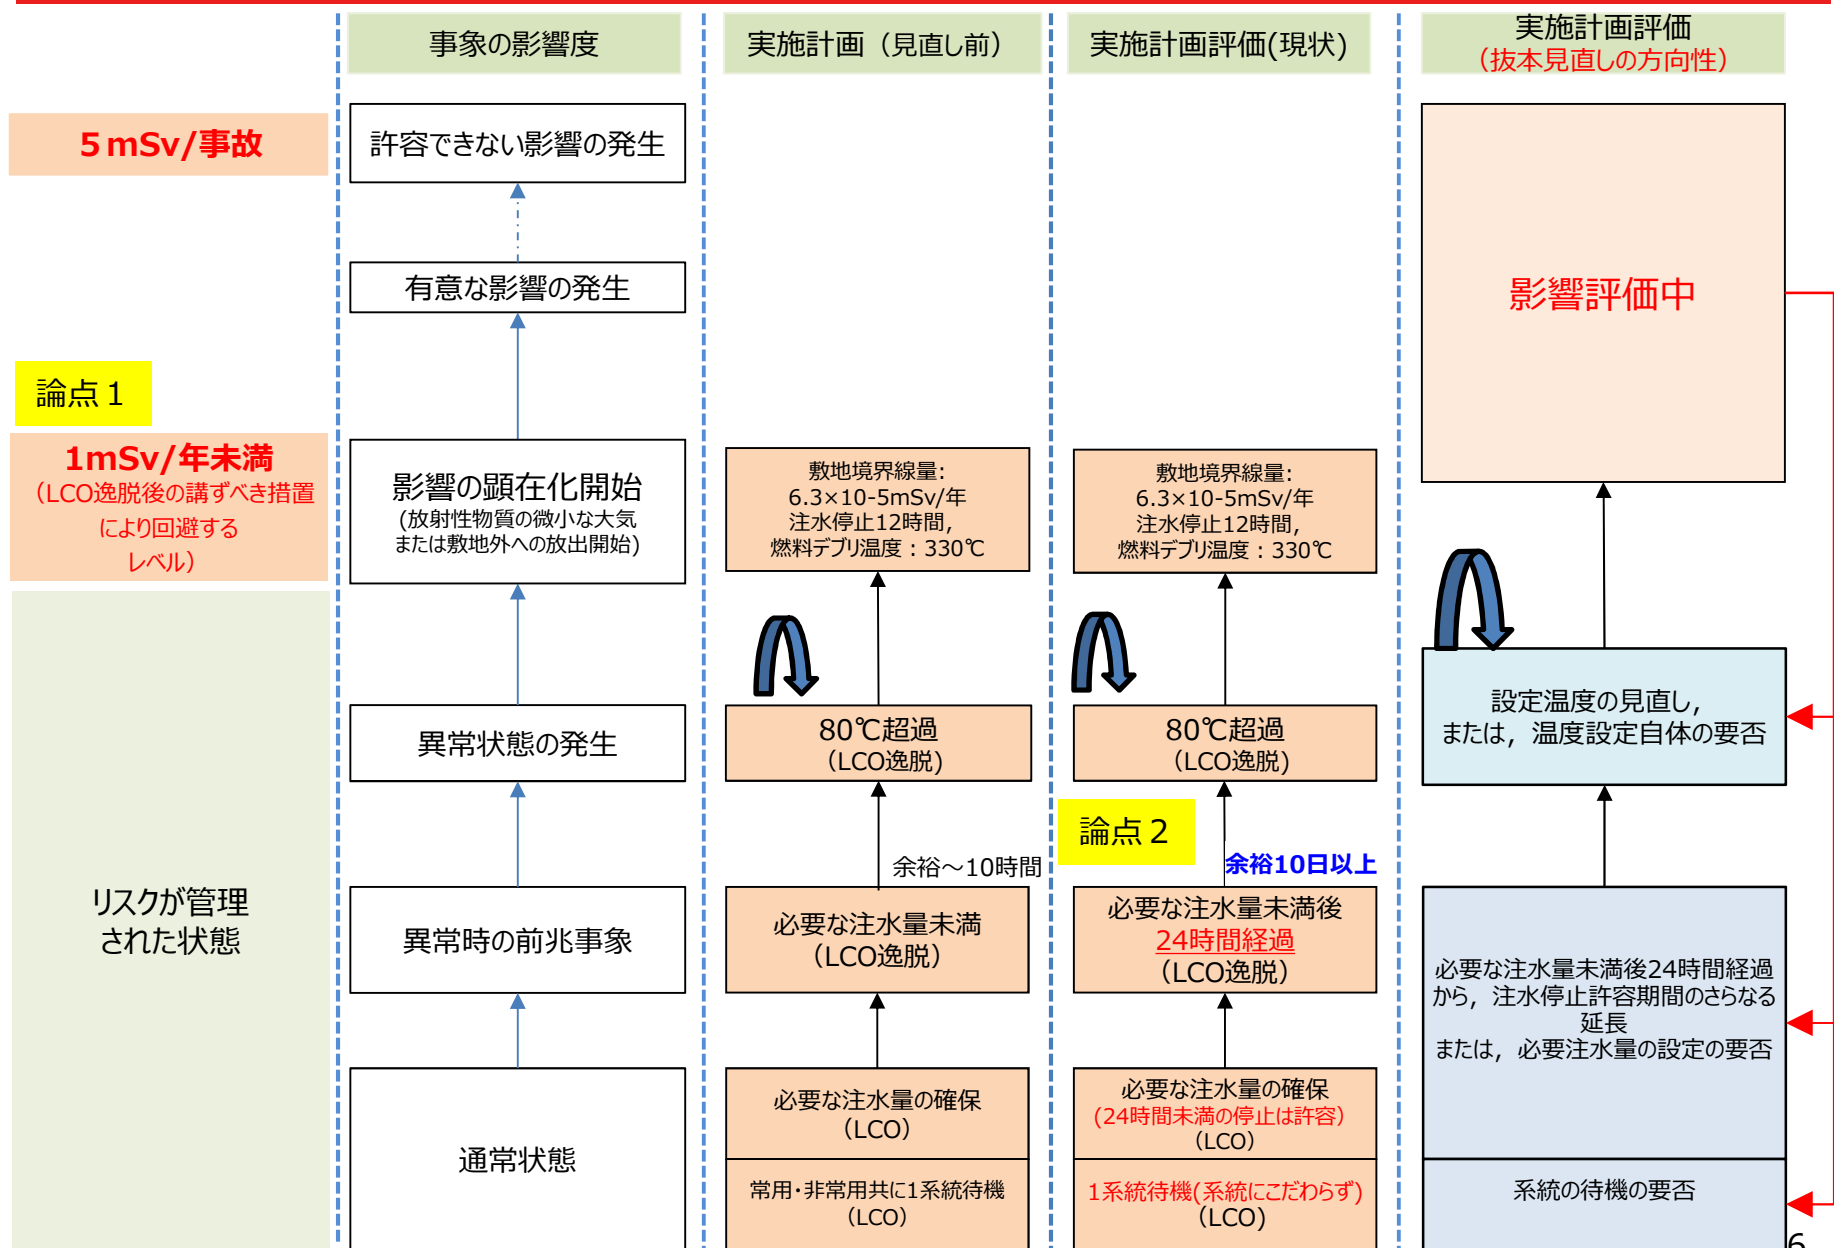 事象の影響度
実施計画（見直し前）
実施計画評価(現状)
実施計画評価
（抜本見直しの方向性）
５mSv/事故
許容できない影響の発生
有意な影響の発生
影響評価中
論点１
1mSv/年未満
（LCO逸脱後の講ずべき措置
により回避する
レベル）
影響の顕在化開始
(放射性物質の微小な大気
または敷地外への放出開始)
敷地境界線量:
6.3×10-5mSv/年
注水停止12時間,
燃料デブリ温度：330℃
敷地境界線量:
6.3×10-5mSv/年
注水停止12時間,
燃料デブリ温度：330℃
リスクが管理
された状態
異常状態の発生
80℃超過
（LCO逸脱)
80℃超過
（LCO逸脱)
設定温度の見直し,
または, 温度設定自体の要否
論点２
余裕～10時間
余裕10日以上
異常時の前兆事象
必要な注水量未満
（LCO逸脱）
必要な注水量未満後
24時間経過
（LCO逸脱）
必要な注水量未満後24時間経過
から, 注水停止許容期間のさらなる
延長
または, 必要注水量の設定の要否
通常状態
必要な注水量の確保
（LCO）
常用・非常用共に1系統待機
（LCO）
必要な注水量の確保
(24時間未満の停止は許容）
（LCO）
1系統待機(系統にこだわらず)
（LCO)
系統の待機の要否
6